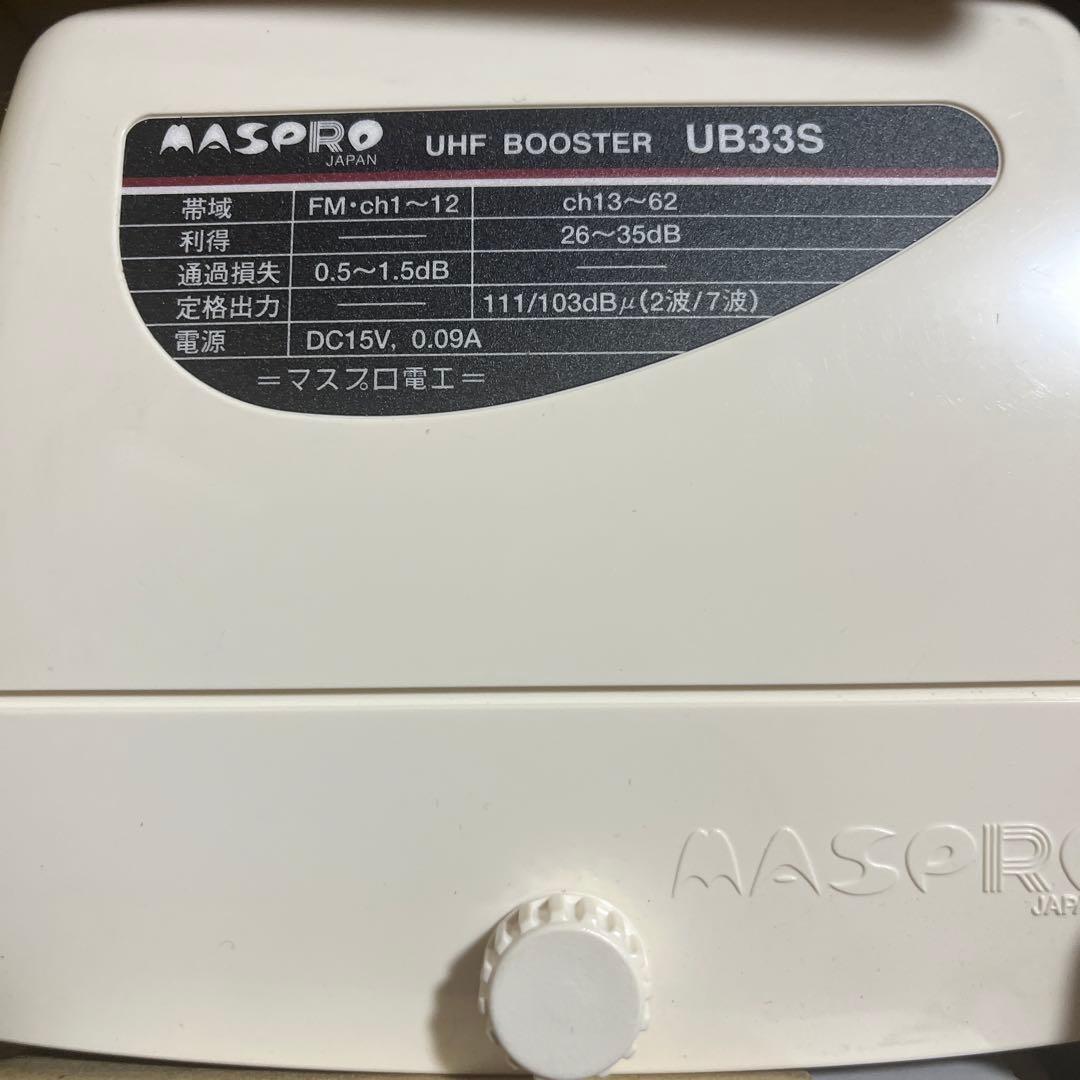 MASPRO
JAPAN
UHF BOOSTER UB33S
帯域 FM・ch1～12 ch13～62
利得 ——— 26～35dB
通過損失 0.5～1.5dB ———
定格出力 ——— 111/103dBμ(2波/7波)
電源 DC15V, 0.09A
=マスプロ電工=
MASPRO
JAPA